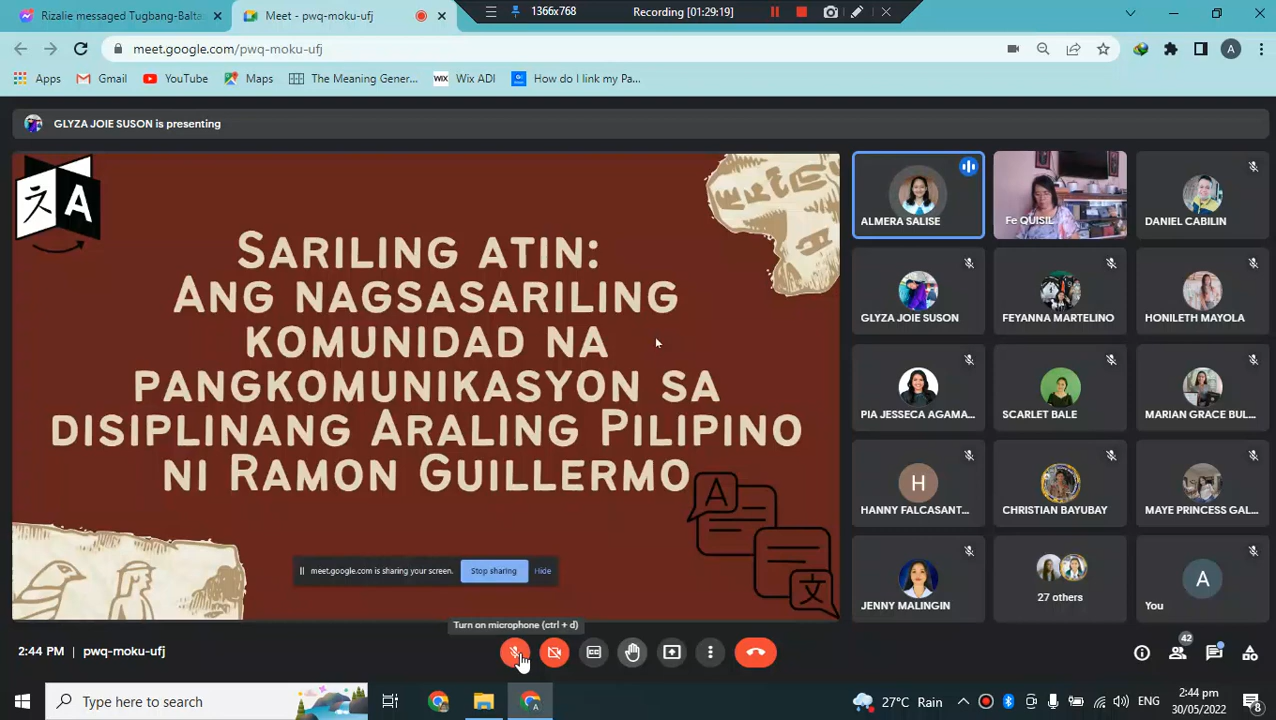 Rizalie messaged Tugbang-Balta
Meet - pwq-moku-ufj
1366x768
Recording [01:29:19]
meet.google.com/pwq-moku-ufj
A
Apps
Gmail
YouTube
Maps
The Meaning Gener...
WIX
Wix ADI
How do I link my Pa...
GLYZA JOIE SUSON is presenting
A
SARILING ATIN:
ANG NAGSASARILING
KOMUNIDAD NA
PANGKOMUNIKASYON SA
DISIPLINANG ARALING PILIPINO
NI RAMON GUILLERMO
A
文
meet.google.com is sharing your screen.
Stop sharing
Hide
ALMERA SALISE
Fe QUISIL
DANIEL CABILIN
GLYZA JOIE SUSON
FEYANNA MARTELINO
HONILETH MAYOLA
PIA JESSECA AGAMA...
SCARLET BALE
MARIAN GRACE BUL...
H
HANNY FALCASANT...
CHRISTIAN BAYUBAY
MAYE PRINCESS GAL...
JENNY MALINGIN
27 others
A
You
Turn on microphone (ctrl + d)
2:44 PM | pwq-moku-ufj
42
Type here to search
27°C Rain
ENG
2:44 pm
30/05/2022
8